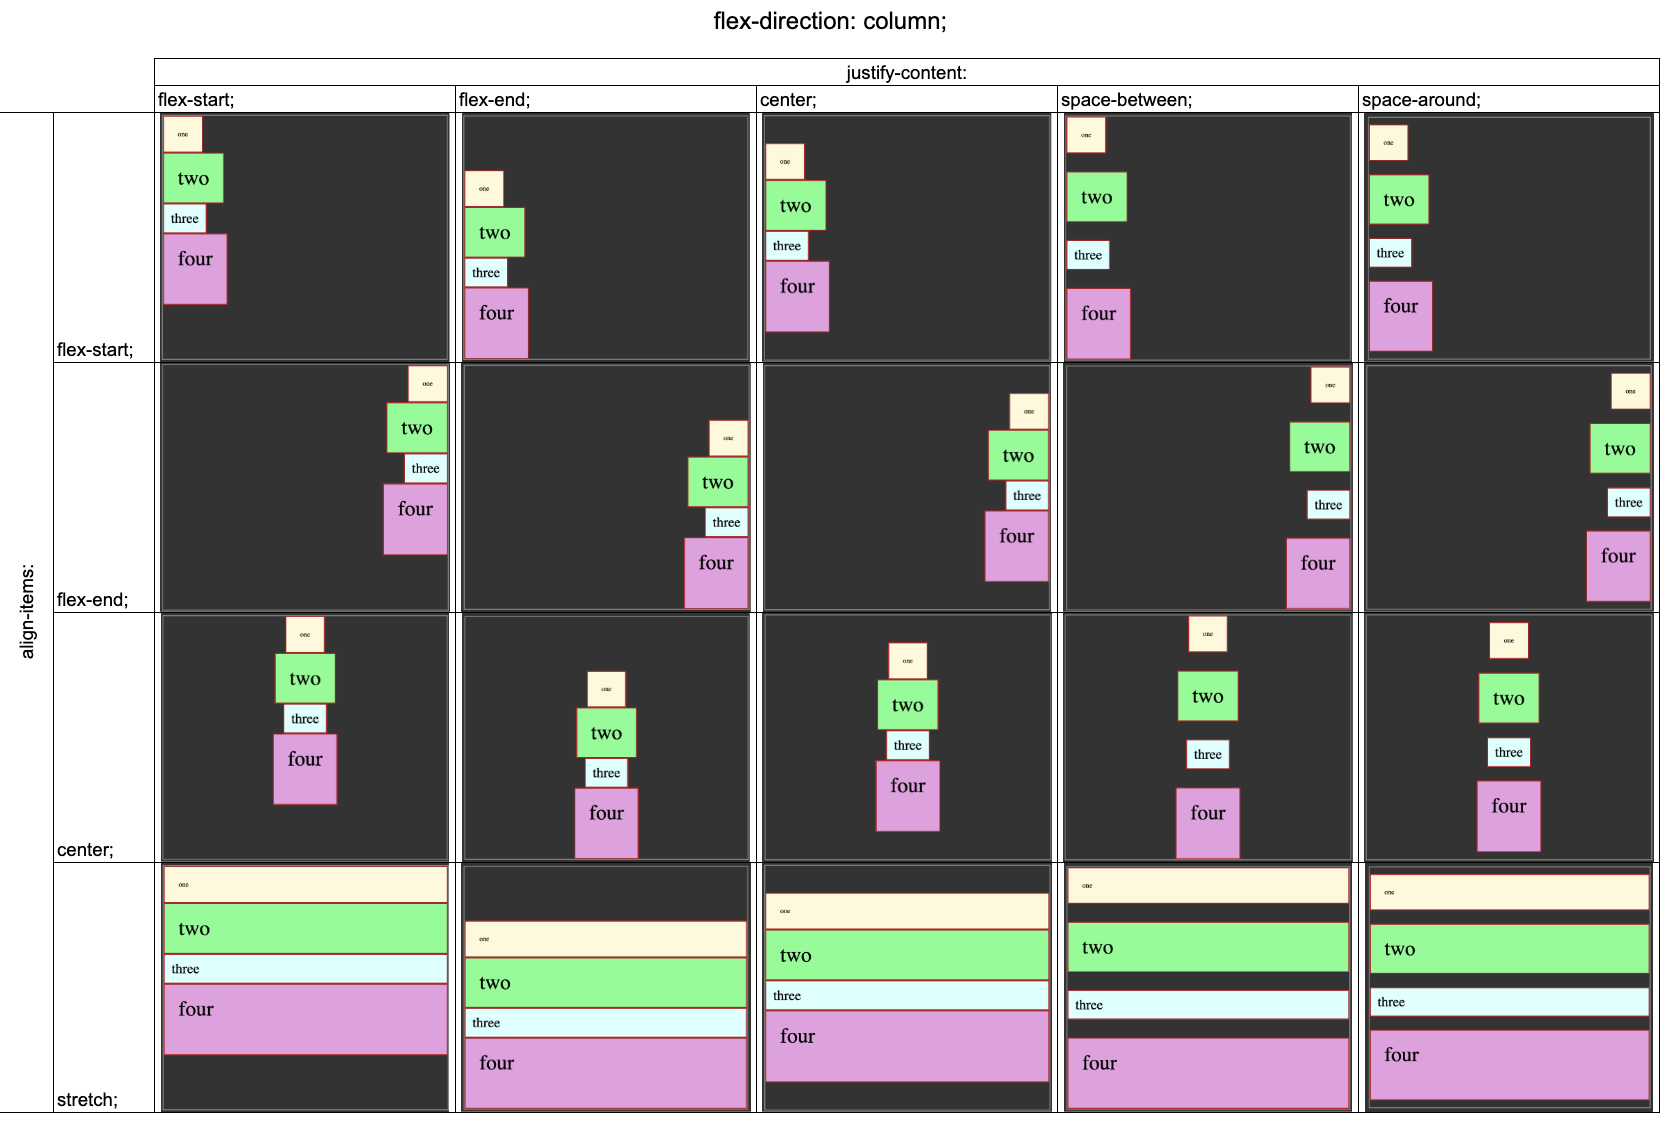 flex-direction: column;
justify-content:
flex-start; flex-end; center; space-between; space-around;
align-items:
flex-start;
one one one one one
two two two two two
three three three three three
four four four four four
flex-end;
one one one one one
two two two two two
three three three three three
four four four four four
center;
one one one one one
two two two two two
three three three three three
four four four four four
stretch;
one one one one one
two two two two two
three three three three three
four four four four four